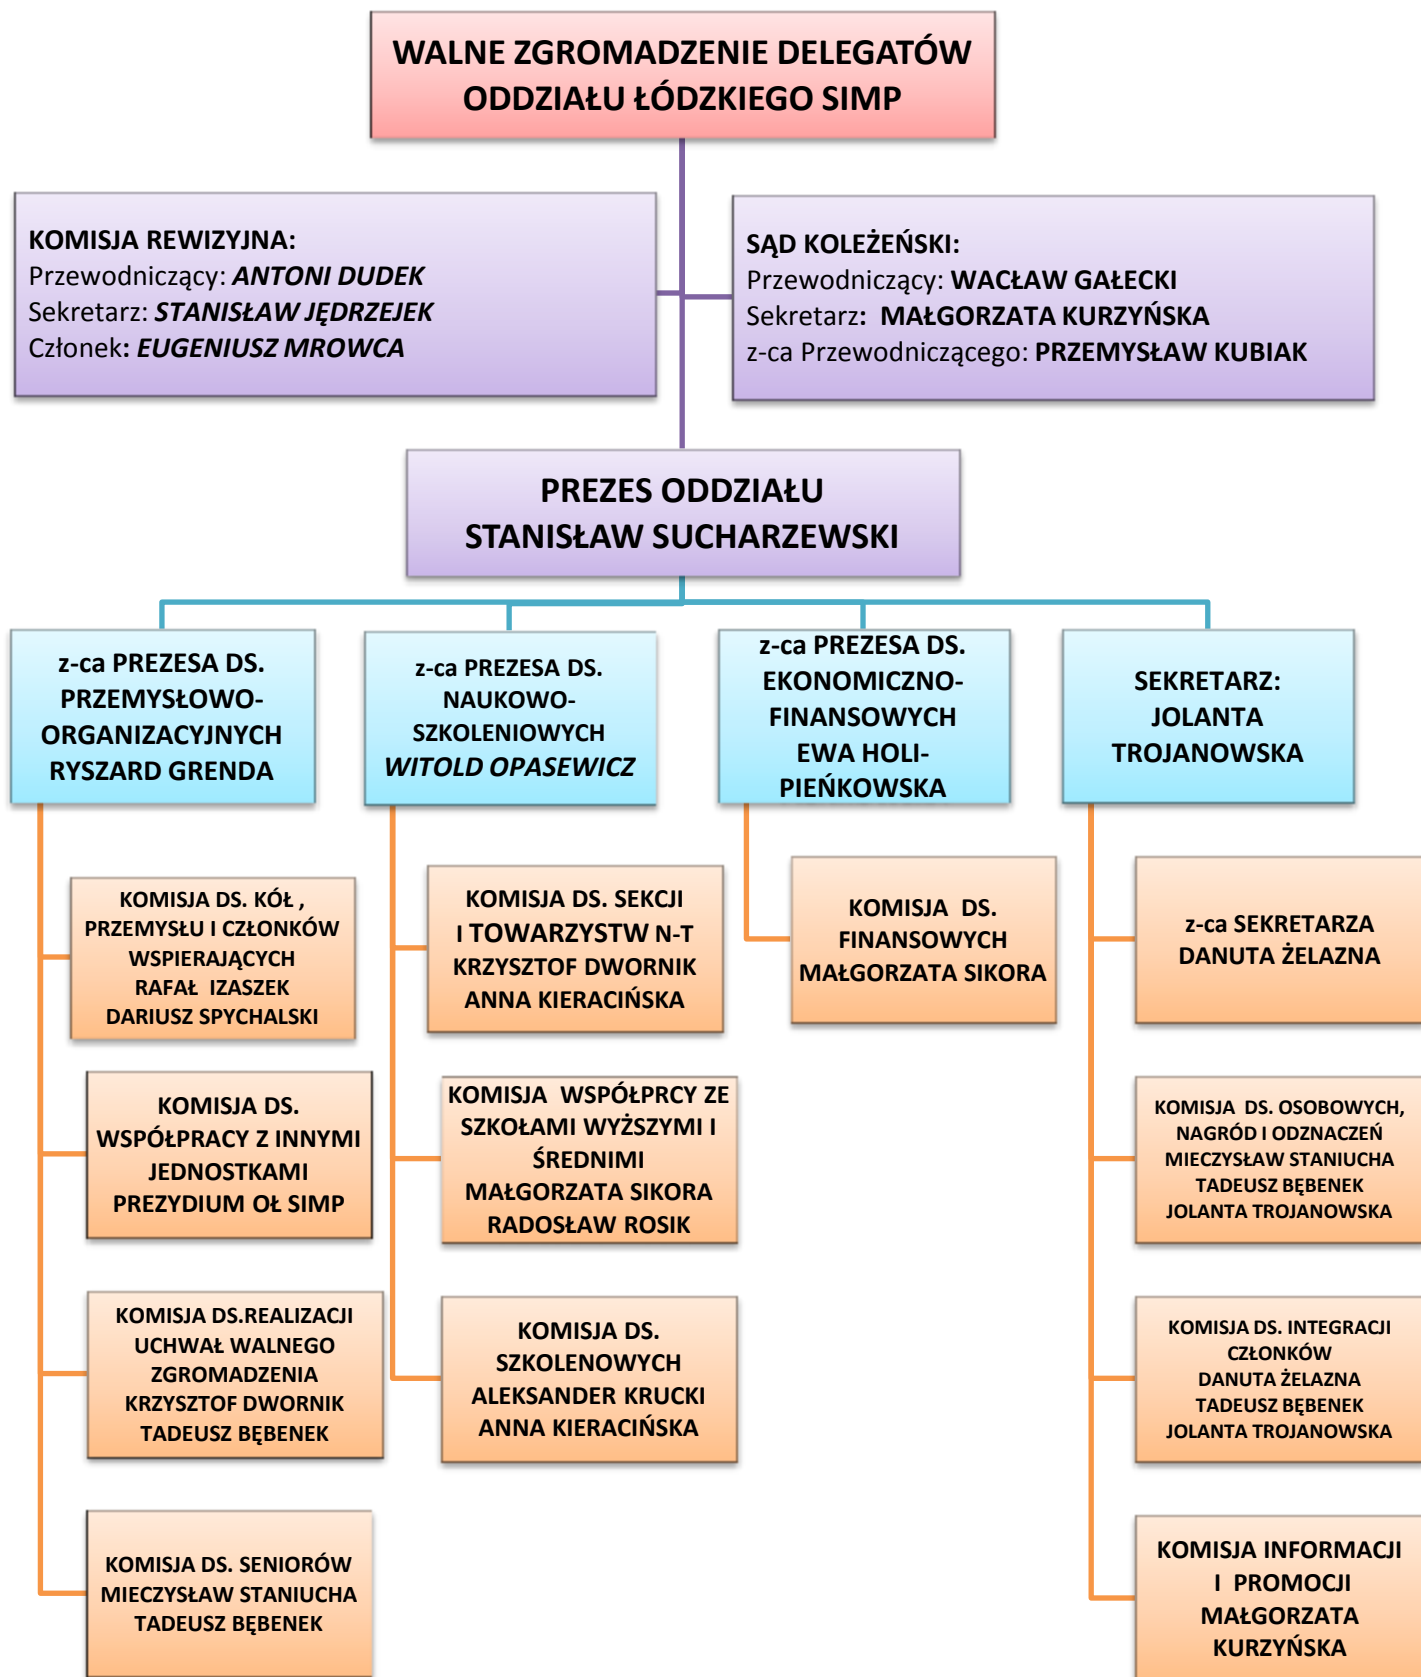 WALNE ZGROMADZENIE DELEGATÓW
ODDZIAŁU ŁÓDZKIEGO SIMP
KOMISJA REWIZYJNA:
Przewodniczący: ANTONI DUDEK
Sekretarz: STANISŁAW JĘDRZEJEK
Członek: EUGENIUSZ MROWCA
SĄD KOLEŻEŃSKI:
Przewodniczący: WACŁAW GAŁECKI
Sekretarz: MAŁGORZATA KURZYŃSKA
z-ca Przewodniczącego: PRZEMYSŁAW KUBIAK
PREZES ODDZIAŁU
STANISŁAW SUCHARZEWSKI
z-ca PREZESA DS.
PRZEMYSŁOWO-
ORGANIZACYJNYCH
RYSZARD GRENDA
z-ca PREZESA DS.
NAUKOWO-
SZKOLENIOWYCH
WITOLD OPASEWICZ
z-ca PREZESA DS.
EKONOMICZNO-
FINANSOWYCH
EWA HOLI-
PIEŃKOWSKA
SEKRETARZ:
JOLANTA
TROJANOWSKA
KOMISJA DS. KÓŁ ,
PRZEMYSŁU I CZŁONKÓW
WSPIERAJĄCYCH
RAFAŁ IZASZEK
DARIUSZ SPYCHALSKI
KOMISJA DS.
WSPÓŁPRACY Z INNYMI
JEDNOSTKAMI
PREZYDIUM OŁ SIMP
KOMISJA DS.REALIZACJI
UCHWAŁ WALNEGO
ZGROMADZENIA
KRZYSZTOF DWORNIK
TADEUSZ BĘBENEK
KOMISJA DS. SENIORÓW
MIECZYSŁAW STANIUCHA
TADEUSZ BĘBENEK
KOMISJA DS. SEKCJI
I TOWARZYSTW N-T
KRZYSZTOF DWORNIK
ANNA KIERACIŃSKA
KOMISJA WSPÓŁPRCY ZE
SZKOŁAMI WYŻSZYMI I
ŚREDNIMI
MAŁGORZATA SIKORA
RADOSŁAW ROSIK
KOMISJA DS.
SZKOLENOWYCH
ALEKSANDER KRUCKI
ANNA KIERACIŃSKA
KOMISJA DS.
FINANSOWYCH
MAŁGORZATA SIKORA
z-ca SEKRETARZA
DANUTA ŻELAZNA
KOMISJA DS. OSOBOWYCH,
NAGRÓD I ODZNACZEŃ
MIECZYSŁAW STANIUCHA
TADEUSZ BĘBENEK
JOLANTA TROJANOWSKA
KOMISJA DS. INTEGRACJI
CZŁONKÓW
DANUTA ŻELAZNA
TADEUSZ BĘBENEK
JOLANTA TROJANOWSKA
KOMISJA INFORMACJI
I PROMOCJI
MAŁGORZATA
KURZYŃSKA